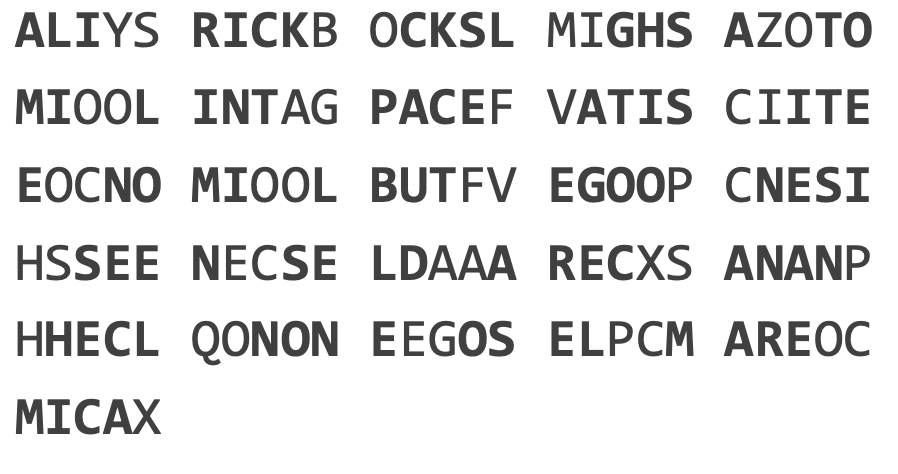 ALIYS RICKB OCKSL MIGHS AZOTO
MIOOL INTAG PACEF VATIS CIITE
EOCNO MIOOL BUTFV EGOOP CNESI
HSSEE NECSE LDAAA RECXS ANANP
HHECL QONON EEGOS ELPCM AREOC
MICAX